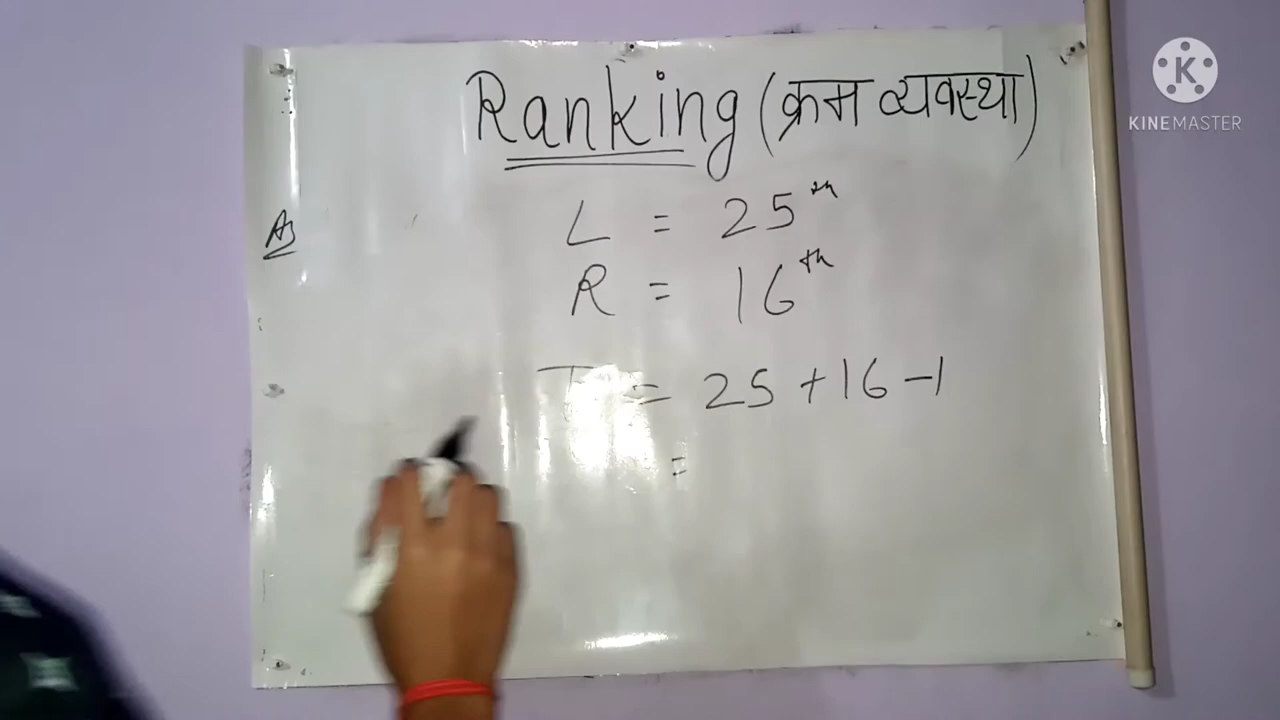 Ranking (क्रम व्यवस्था)
L = 25th
R = 16th
T = 25 + 16 - 1
=
K
KINEMASTER